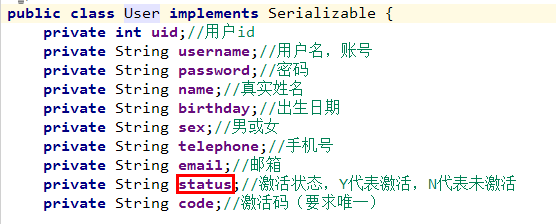 public class User implements Serializable {
private int uid;//用户id
private String username;//用户名，账号
private String password;//密码
private String name;//真实姓名
private String birthday;//出生日期
private String sex;//男或女
private String telephone;//手机号
private String email;//邮箱
private String status;//激活状态，Y代表激活，N代表未激活
private String code;//激活码（要求唯一）